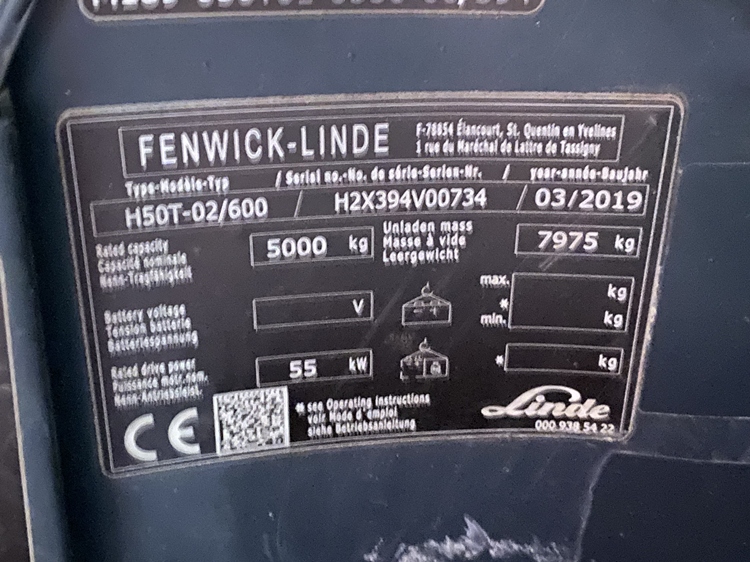 FENWICK-LINDE
F-78854 Élancourt, St. Quentin en Yvelines
1 rue du Maréchal de Lattre de Tassigny
Type-Modèle-Typ / Serial no.-No. de série-Serien-Nr. / year-année-Baujahr
H50T-02/600 / H2X394V00734 / 03/2019
Rated capacity
Capacité nominale
Nenn-Tragfähigkeit
5000 kg
Unladen mass
Masse à vide
Leergewicht
7975 kg
Battery voltage
Tension batterie
Batteriespannung
V
max. kg
*
min. kg
Rated drive power
Puissance motr.nom.
Nenn-Antriebsleist.
55 kW
* kg
CE
* see Operating Instructions
voir Mode d'emploi
siehe Betriebsanleitung
Linde
000 938 54 22